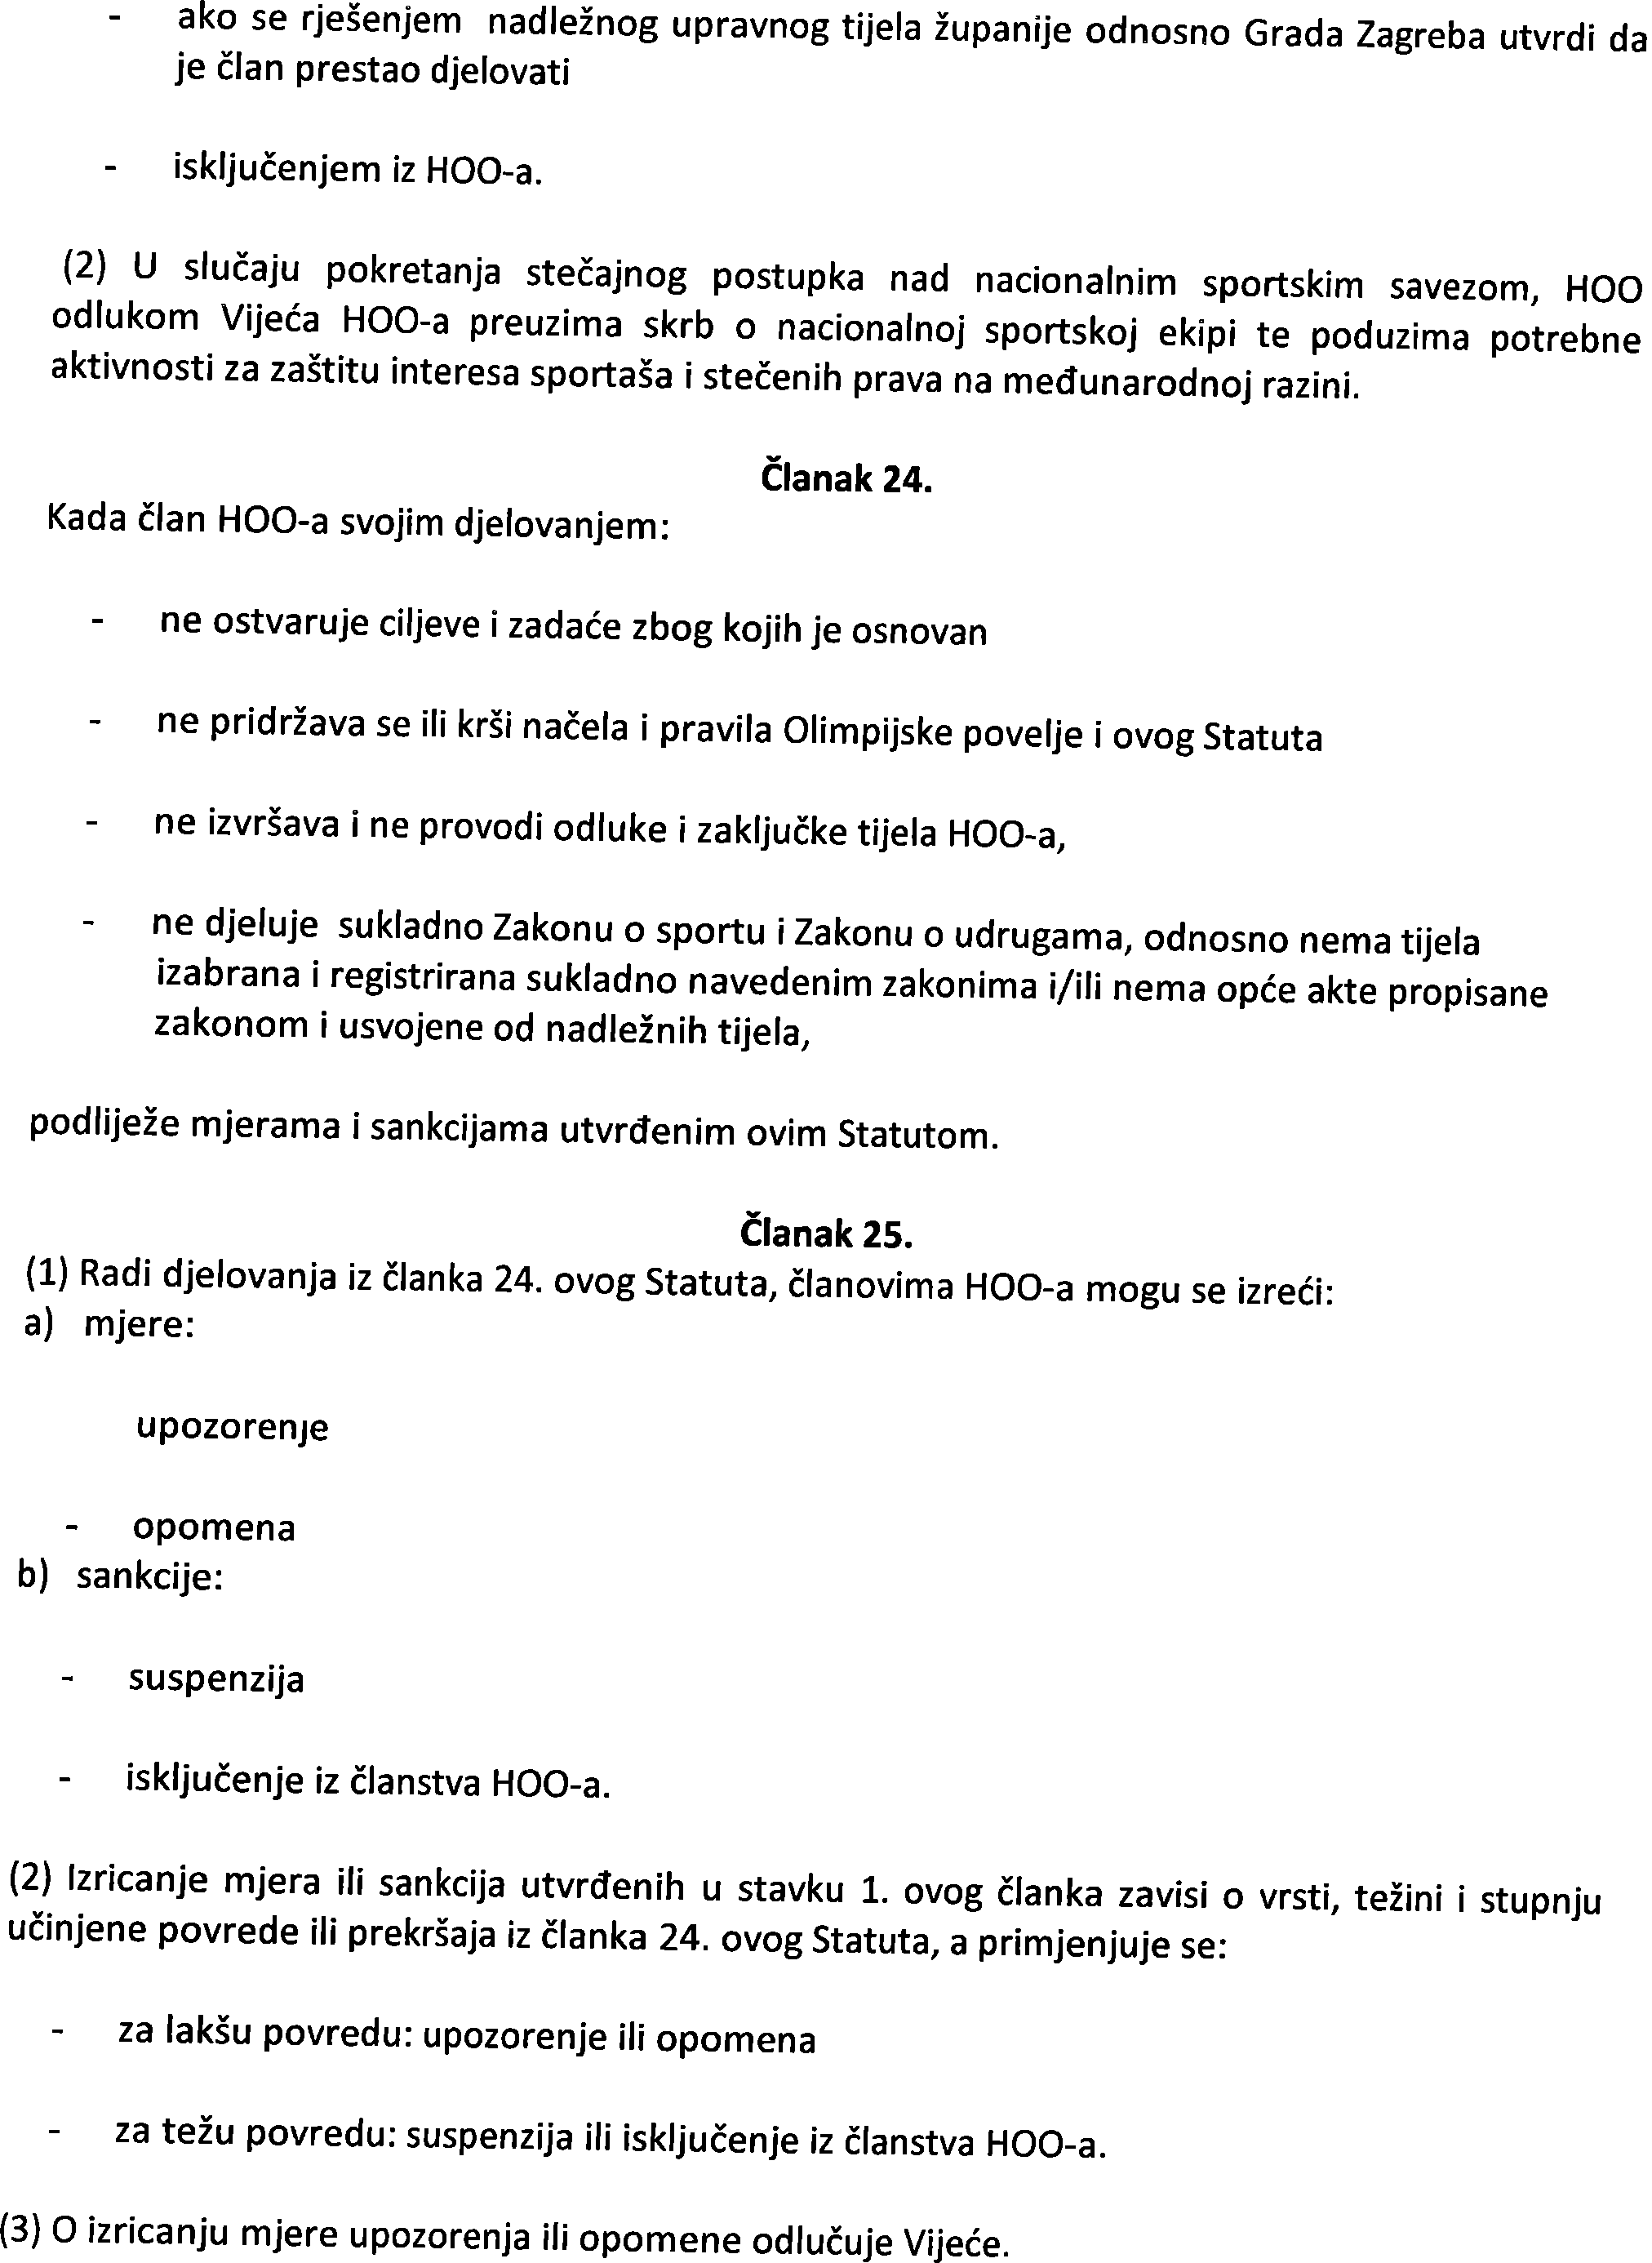 - ako se rješenjem nadležnog upravnog tijela županije odnosno Grada Zagreba utvrdi da
je član prestao djelovati
- isključenjem iz HOO-a.
(2) U slučaju pokretanja stečajnog postupka nad nacionalnim sportskim savezom, HOO
odlukom Vijeća HOO-a preuzima skrb o nacionalnoj sportskoj ekipi te poduzima potrebne
aktivnosti za zaštitu interesa sportaša i stečenih prava na međunarodnoj razini.
Članak 24.
Kada član HOO-a svojim djelovanjem:
- ne ostvaruje ciljeve i zadaće zbog kojih je osnovan
- ne pridržava se ili krši načela i pravila Olimpijske povelje i ovog Statuta
- ne izvršava i ne provodi odluke i zaključke tijela HOO-a,
- ne djeluje sukladno Zakonu o sportu i Zakonu o udrugama, odnosno nema tijela
izabrana i registrirana sukladno navedenim zakonima i/ili nema opće akte propisane
zakonom i usvojene od nadležnih tijela,
podliježe mjerama i sankcijama utvrđenim ovim Statutom.
Članak 25.
(1) Radi djelovanja iz članka 24. ovog Statuta, članovima HOO-a mogu se izreći:
a) mjere:
upozorenje
- opomena
b) sankcije:
- suspenzija
- isključenje iz članstva HOO-a.
(2) Izricanje mjera ili sankcija utvrđenih u stavku 1. ovog članka zavisi o vrsti, težini i stupnju
učinjene povrede ili prekršaja iz članka 24. ovog Statuta, a primjenjuje se:
- za lakšu povredu: upozorenje ili opomena
- za težu povredu: suspenzija ili isključenje iz članstva HOO-a.
(3) O izricanju mjere upozorenja ili opomene odlučuje Vijeće.